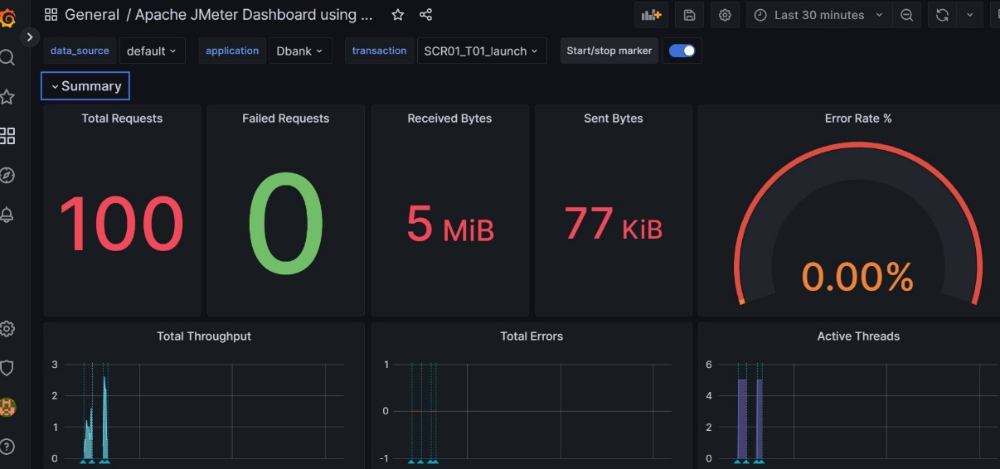 General / Apache JMeter Dashboard using ...
Last 30 minutes
data_source default application Dbank transaction SCR01_T01_launch Start/stop marker
Summary
Total Requests
100
Failed Requests
0
Received Bytes
5 MiB
Sent Bytes
77 KiB
Error Rate %
0.00%
Total Throughput
3
2
1
0
Total Errors
1
0
-1
Active Threads
6
4
2
0